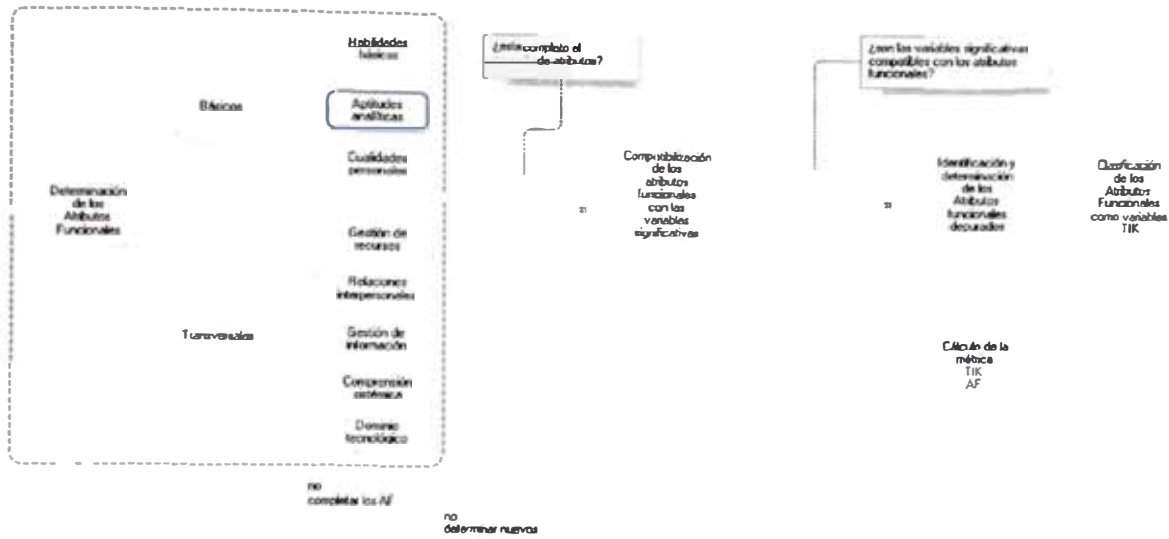 Determinación
de los
Atributos
Funcionales
Básicos
Transversales
Habilidades
básicas
Aptitudes
analíticas
Cualidades
personales
Gestión de
recursos
Relaciones
interpersonales
Gestión de
información
Comprensión
sistémica
Dominio
tecnológico
no
completar los AF
no
determinar nuevos
completo el
de atributos?
Compatibilización
de los
atributos
funcionales
con las
variables
significativas
¿son las variables significativas
compatibles con los atributos
funcionales?
Identificación y
determinación
de los
Atributos
funcionales
depurados
Clasificación
de los
Atributos
Funcionales
como variables
TIK
Cálculo de la
métrica
TIK
AF